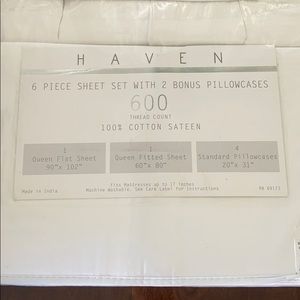 HAVEN
6 PIECE SHEET SET WITH 2 BONUS PILLOWCASES
600
THREAD COUNT
100% COTTON SATEEN
1
Queen Flat Sheet
90"x 102"
1
Queen Fitted Sheet
60"x 80"
4
Standard Pillowcases
20"x 31"
Fits Mattresses up to 17 Inches
Made in India
Machine Washable. See Care Label for Instructions